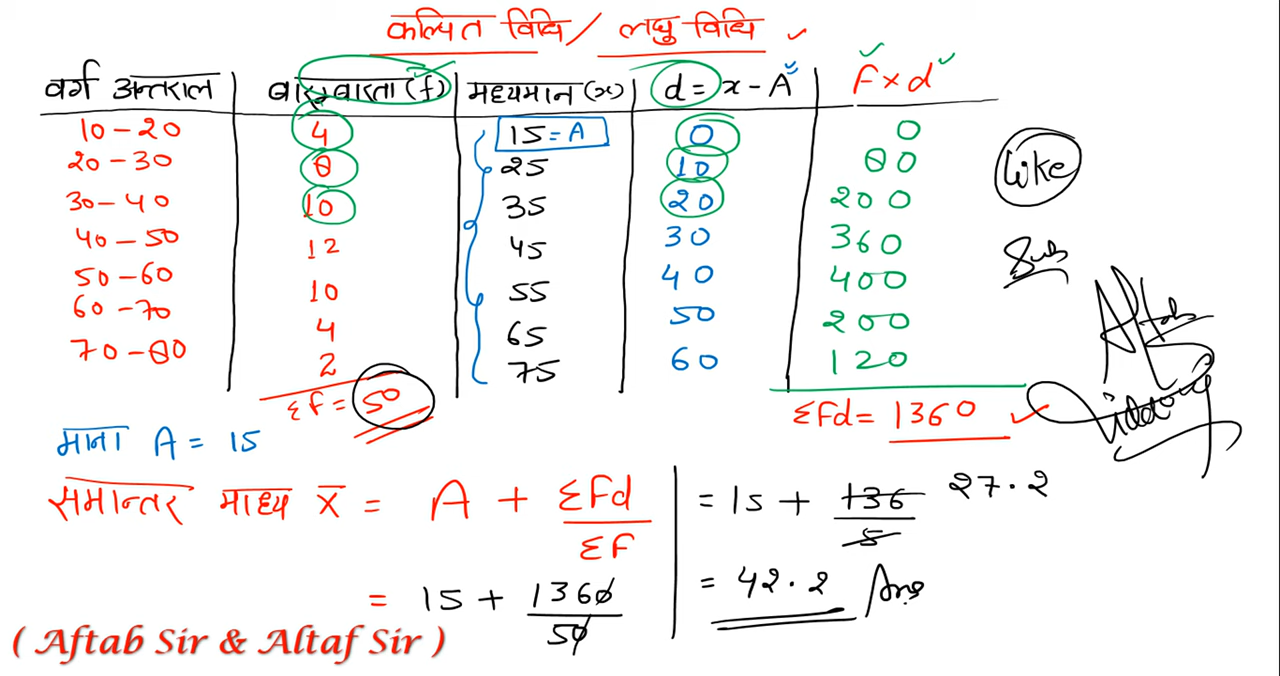 कल्पित विधि / लघु विधि
वर्ग अन्तराल बारम्बारता (f) मध्यमान (x) d = x - A f × d
10 - 20 4 15 = A 0 0
20 - 30 8 25 10 80
30 - 40 10 35 20 200
40 - 50 12 45 30 360
50 - 60 10 55 40 400
60 - 70 4 65 50 200
70 - 80 2 75 60 120
Σf = 50 Σfd = 1360
Like
Sub
Aftab
Siddiqui
माना A = 15
समान्तर माध्य x̄ = A + Σfd / Σf
= 15 + 1360 / 50
= 15 + 136 / 5 27.2
= 42.2 Ans
( Aftab Sir & Altaf Sir )